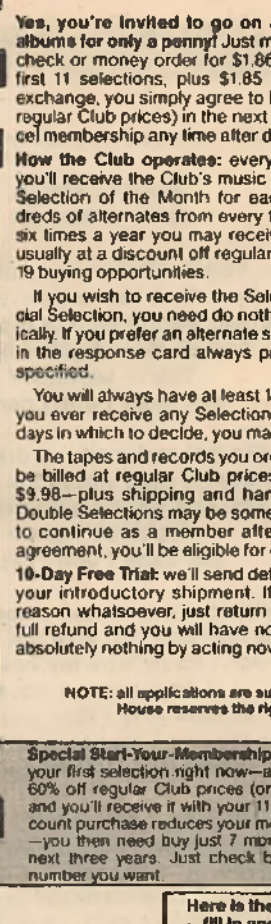 Yes, you're invited to go on
albums for only a penny! Just m
check or money order for $1.86
first 11 selections, plus $1.85
exchange, you simply agree to
regular Club prices) in the next
cel membership any time after d
How the Club operates: every
you'll receive the Club's music
Selection of the Month for ea
dreds of alternates from every
six times a year you may recei
usually at a discount off regular
19 buying opportunities.
If you wish to receive the Sel
cial Selection, you need do noth
ically. If you prefer an alternate s
in the response card always p
specified.
You will always have at least 1
you ever receive any Selection
days in which to decide, you ma
The tapes and records you or
be billed at regular Club prices
$9.98—plus shipping and han
Double Selections may be some
to continue as a member afte
agreement, you'll be eligible for
10-Day Free Trial: we'll send det
your introductory shipment. If
reason whatsoever, just return
full refund and you will have no
absolutely nothing by acting nov
NOTE: all applications are su
House reserves the rig
Special Start-Your-Membership
your first selection right now—a
60% off regular Club prices (or
and you'll receive it with your 11
count purchase reduces your m
—you then need buy just 7 mor
next three years. Just check b
number you want.
Here is the
fill in an